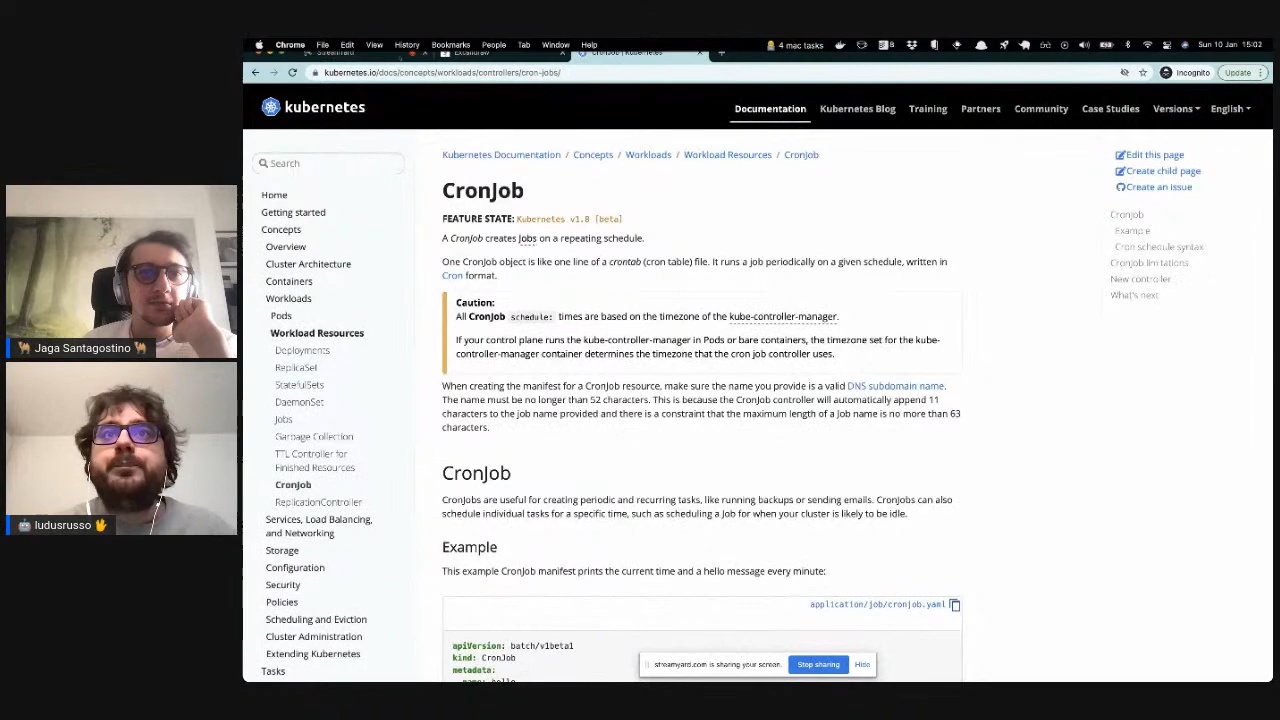 Chrome File Edit View History Bookmarks People Tab Window Help 4 mac tasks 8 Sun 10 Jan 15:02
StreamYard Excalidraw CronJob | Kubernetes
kubernetes.io/docs/concepts/workloads/controllers/cron-jobs/ Incognito Update
kubernetes Documentation Kubernetes Blog Training Partners Community Case Studies Versions English
Search
Home
Getting started
Concepts
Overview
Cluster Architecture
Containers
Workloads
Pods
Workload Resources
Deployments
ReplicaSet
StatefulSets
DaemonSet
Jobs
Garbage Collection
TTL Controller for
Finished Resources
CronJob
ReplicationController
Services, Load Balancing,
and Networking
Storage
Configuration
Security
Policies
Scheduling and Eviction
Cluster Administration
Extending Kubernetes
Tasks
Kubernetes Documentation / Concepts / Workloads / Workload Resources / CronJob
CronJob
FEATURE STATE: Kubernetes v1.8 [beta]
A CronJob creates Jobs on a repeating schedule.
One CronJob object is like one line of a crontab (cron table) file. It runs a job periodically on a given schedule, written in
Cron format.
Caution:
All CronJob schedule: times are based on the timezone of the kube-controller-manager.
If your control plane runs the kube-controller-manager in Pods or bare containers, the timezone set for the kube-
controller-manager container determines the timezone that the cron job controller uses.
When creating the manifest for a CronJob resource, make sure the name you provide is a valid DNS subdomain name.
The name must be no longer than 52 characters. This is because the CronJob controller will automatically append 11
characters to the job name provided and there is a constraint that the maximum length of a Job name is no more than 63
characters.
CronJob
CronJobs are useful for creating periodic and recurring tasks, like running backups or sending emails. CronJobs can also
schedule individual tasks for a specific time, such as scheduling a Job for when your cluster is likely to be idle.
Example
This example CronJob manifest prints the current time and a hello message every minute:
application/job/cronjob.yaml
apiVersion: batch/v1beta1
kind: CronJob
metadata:
name: hello
Edit this page
Create child page
Create an issue
CronJob
Example
Cron schedule syntax
CronJob limitations
New controller
What's next
streamyard.com is sharing your screen. Stop sharing Hide
🐫 Jaga Santagostino 🐫
🤖 ludusrusso 🖖